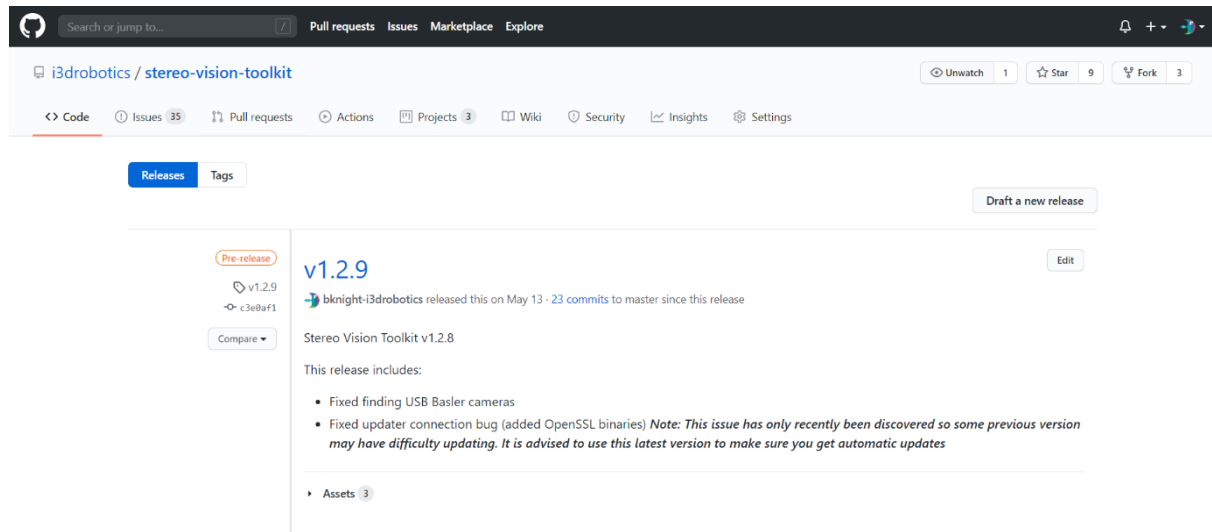 Search or jump to... / Pull requests Issues Marketplace Explore
i3drobotics / stereo-vision-toolkit Unwatch 1 Star 9 Fork 3
<> Code Issues 35 Pull requests Actions Projects 3 Wiki Security Insights Settings
Releases Tags
Draft a new release
Pre-release
v1.2.9
c3e0af1
Compare
v1.2.9 Edit
bknight-i3drobotics released this on May 13 · 23 commits to master since this release
Stereo Vision Toolkit v1.2.8
This release includes:
• Fixed finding USB Basler cameras
• Fixed updater connection bug (added OpenSSL binaries) Note: This issue has only recently been discovered so some previous version
may have difficulty updating. It is advised to use this latest version to make sure you get automatic updates
Assets 3